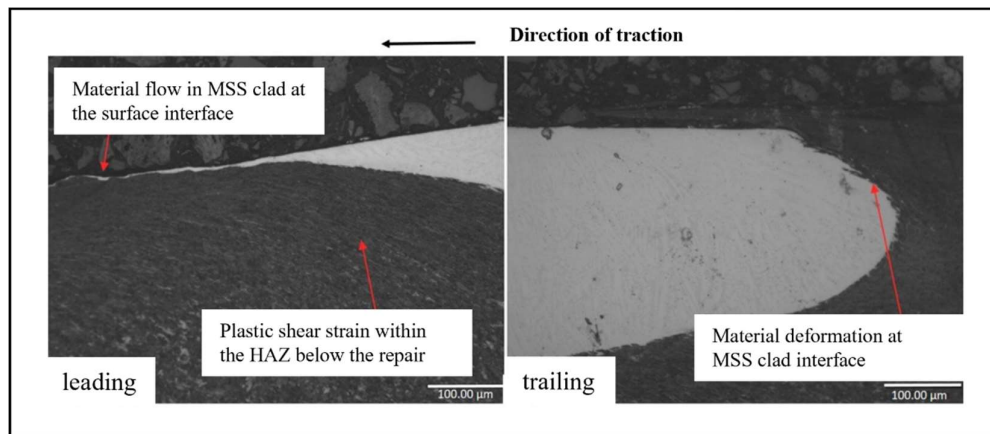 Direction of traction
Material flow in MSS clad at
the surface interface
Plastic shear strain within
the HAZ below the repair
leading
100.00 µm
Material deformation at
MSS clad interface
trailing
100.00 µm